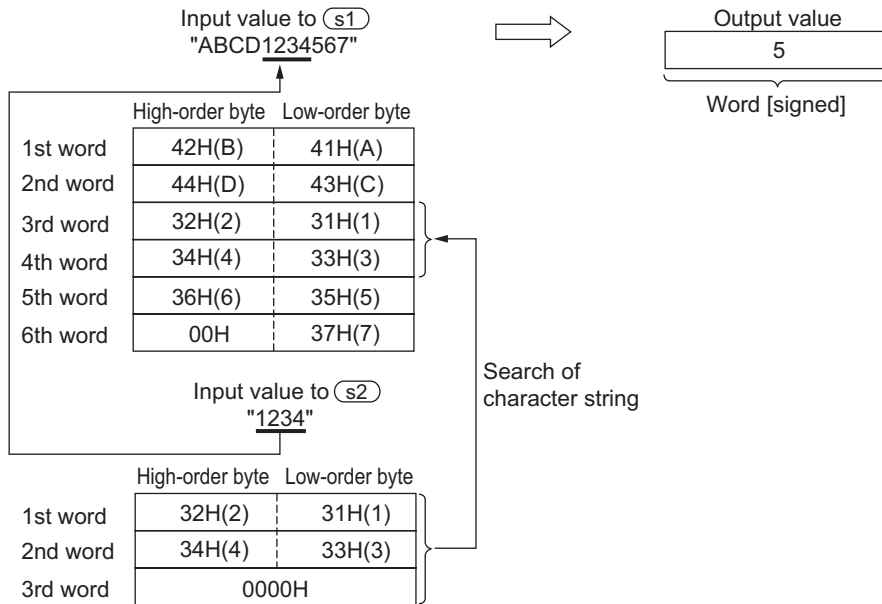 Input value to s1
"ABCD1234567"
Output value
5
Word [signed]
High-order byte Low-order byte
1st word 42H(B) 41H(A)
2nd word 44H(D) 43H(C)
3rd word 32H(2) 31H(1)
4th word 34H(4) 33H(3)
5th word 36H(6) 35H(5)
6th word 00H 37H(7)
Search of
character string
Input value to s2
"1234"
High-order byte Low-order byte
1st word 32H(2) 31H(1)
2nd word 34H(4) 33H(3)
3rd word 0000H